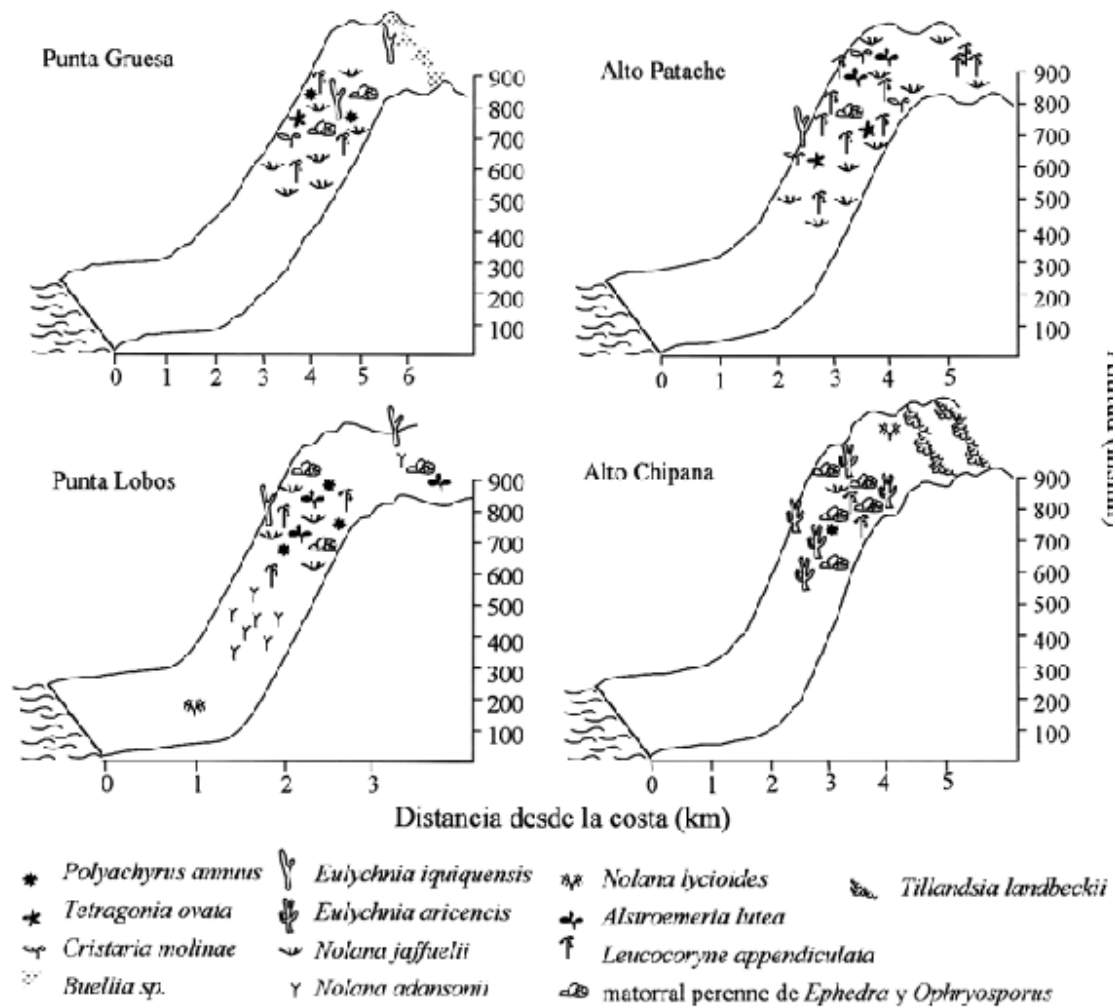 Punta Gruesa
900
800
700
600
500
400
300
200
100
0 1 2 3 4 5 6
Alto Patache
900
800
700
600
500
400
300
200
100
0 1 2 3 4 5
Punta Lobos
900
800
700
600
500
400
300
200
100
0 1 2 3
Alto Chipana
900
800
700
600
500
400
300
200
100
0 1 2 3 4 5
Distancia desde la costa (km)
Polyachyrus annuus
Tetragonia ovata
Cristaria molinae
Buellia sp.
Eulychnia iquiquensis
Eulychnia aricencis
Nolana jaffuelii
Nolana adansonii
Nolana lycioides
Alstroemeria lutea
Leucocoryne appendiculata
matorral perenne de Ephedra y Ophryosporus
Tillandsia landbeckii